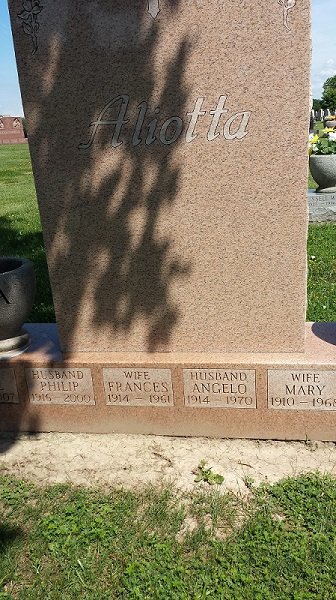 Aliotta
HUSBAND
PHILIP
1916 - 2000
WIFE
FRANCES
1914 - 1961
HUSBAND
ANGELO
1914 - 1970
WIFE
MARY
1910 - 1968